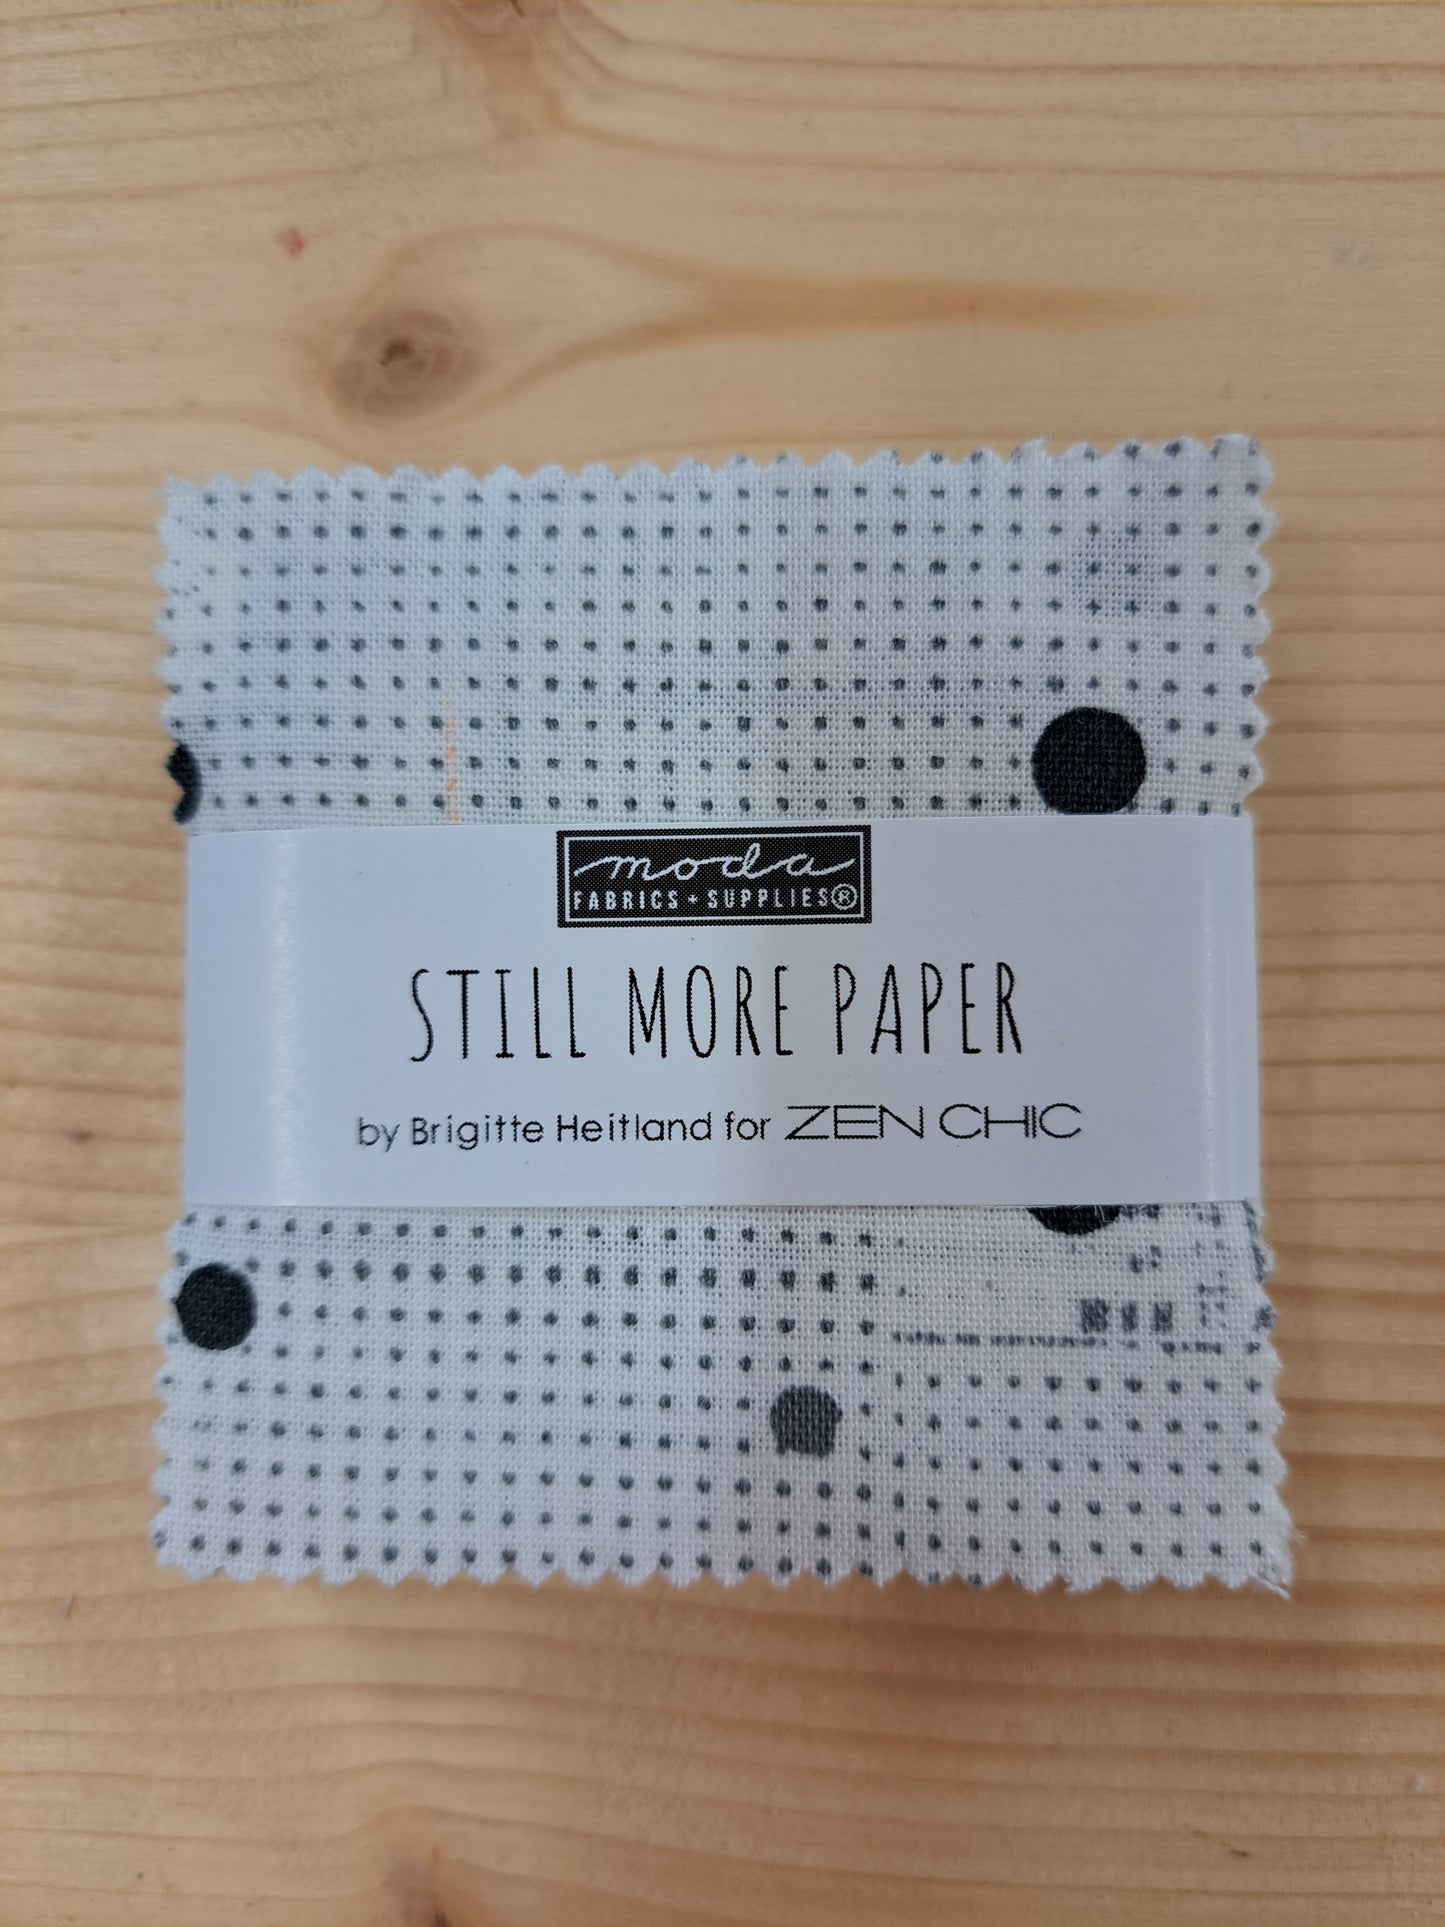 moda
FABRICS + SUPPLIES®
STILL MORE PAPER
by Brigitte Heitland for ZEN CHIC